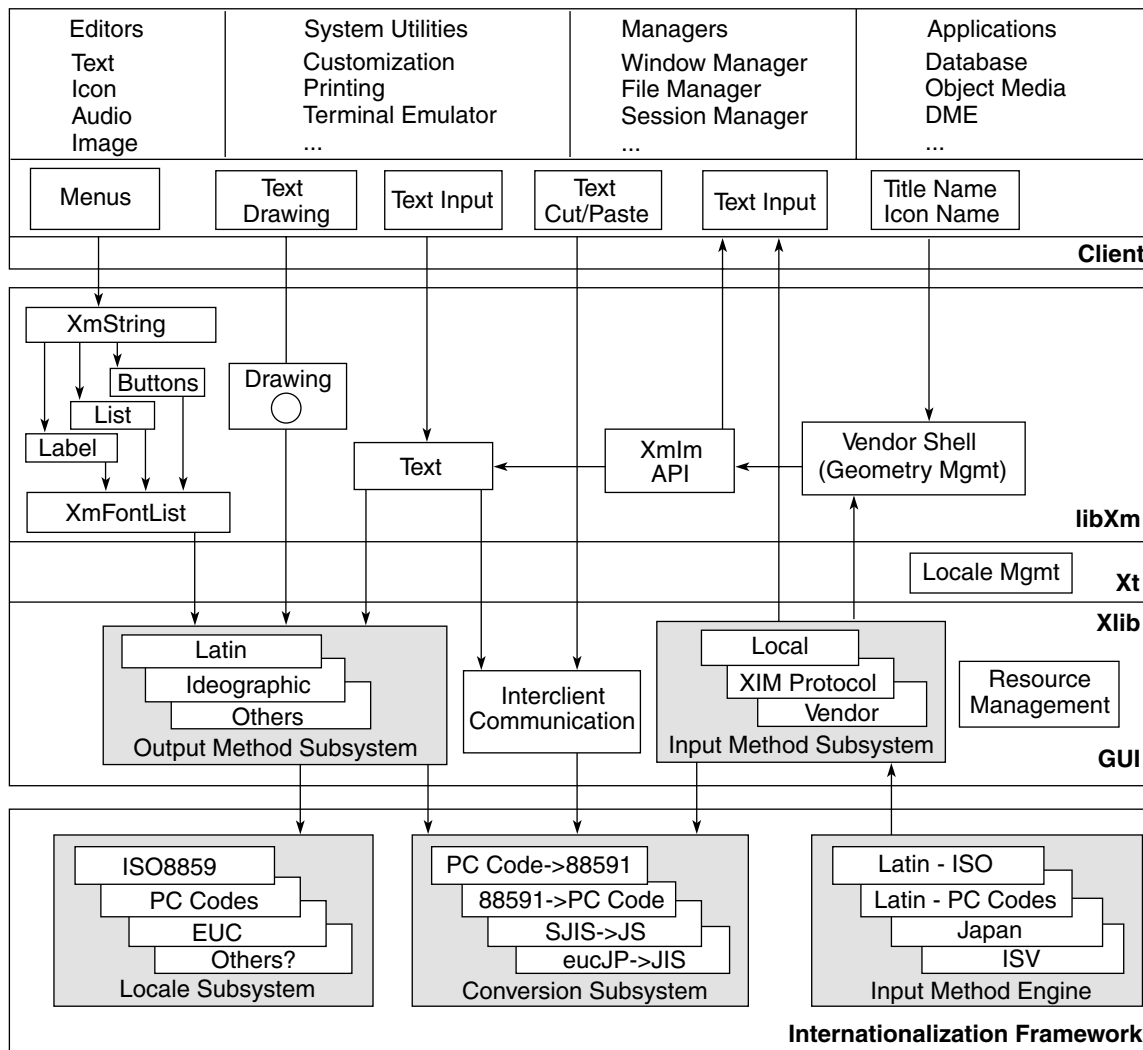 Editors
Text
Icon
Audio
Image
System Utilities
Customization
Printing
Terminal Emulator
...
Managers
Window Manager
File Manager
Session Manager
...
Applications
Database
Object Media
DME
...
Menus
Text
Drawing
Text Input
Text
Cut/Paste
Text Input
Title Name
Icon Name
Client
XmString
Buttons
List
Label
XmFontList
Drawing
Text
XmIm
API
Vendor Shell
(Geometry Mgmt)
libXm
Locale Mgmt
Xt
Xlib
Latin
Ideographic
Others
Output Method Subsystem
Interclient
Communication
Local
XIM Protocol
Vendor
Input Method Subsystem
Resource
Management
GUI
ISO8859
PC Codes
EUC
Others?
Locale Subsystem
PC Code->88591
88591->PC Code
SJIS->JS
eucJP->JIS
Conversion Subsystem
Latin - ISO
Latin - PC Codes
Japan
ISV
Input Method Engine
Internationalization Framework